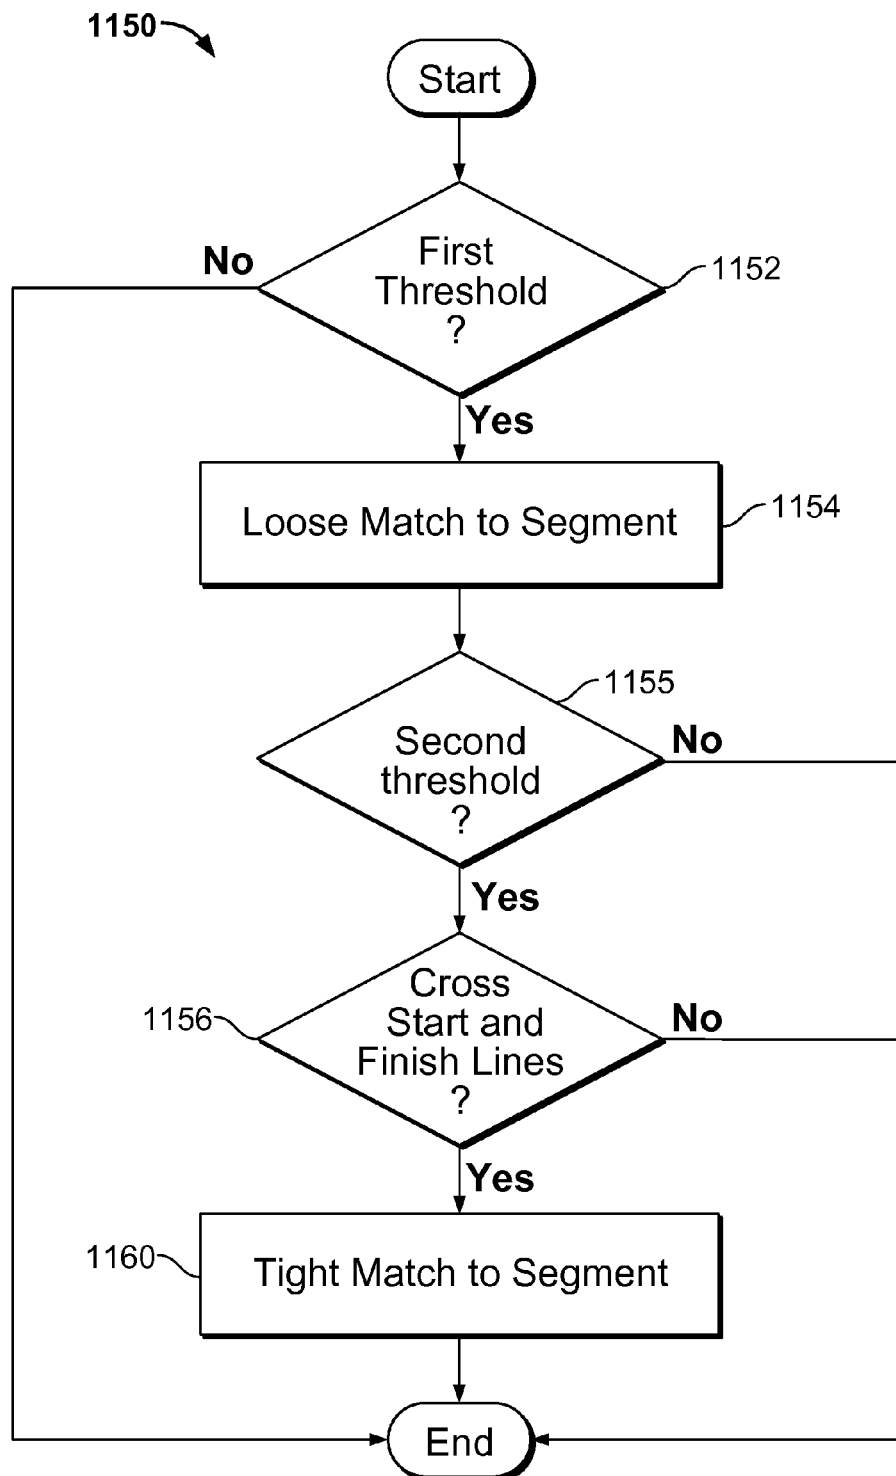 1150
Start
No
First
Threshold
?
1152
Yes
Loose Match to Segment
1154
1155
Second
threshold
?
No
Yes
1156
Cross
Start and
Finish Lines
?
No
Yes
1160
Tight Match to Segment
End